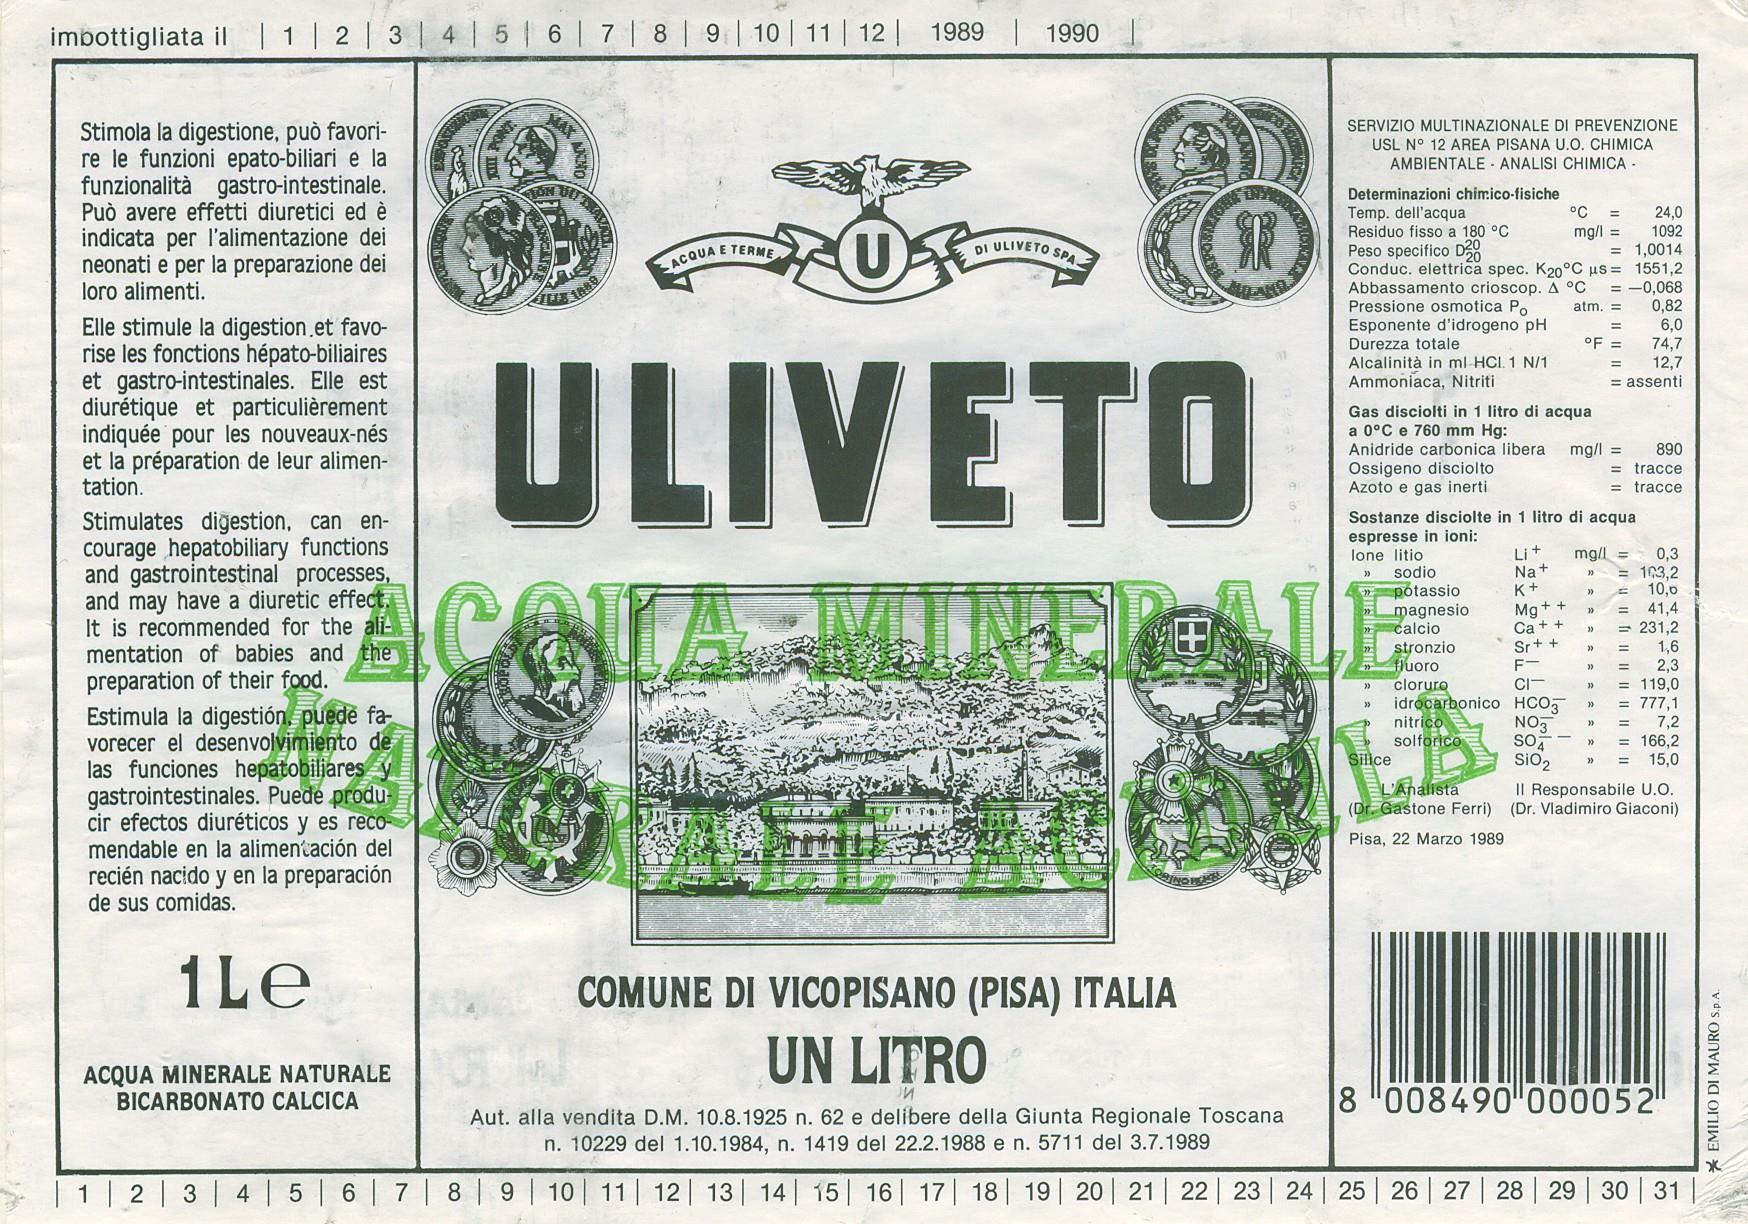 imbottigliata il | 1 | 2 | 3 | 4 | 5 | 6 | 7 | 8 | 9 | 10 | 11 | 12 | 1989 | 1990 |
Stimola la digestione, può favori-
re le funzioni epato-biliari e la
funzionalità gastro-intestinale.
Può avere effetti diuretici ed è
indicata per l'alimentazione dei
neonati e per la preparazione dei
loro alimenti.
Elle stimule la digestion et favo-
rise les fonctions hépato-biliaires
et gastro-intestinales. Elle est
diurétique et particulièrement
indiquée pour les nouveaux-nés
et la préparation de leur alimen-
tation.
Stimulates digestion, can en-
courage hepatobiliary functions
and gastrointestinal processes,
and may have a diuretic effect.
It is recommended for the ali-
mentation of babies and the
preparation of their food.
Estimula la digestión, puede fa-
vorecer el desenvolvimiento de
las funciones hepatobiliares y
gastrointestinales. Puede produ-
cir efectos diuréticos y es reco-
mendable en la alimentación del
recién nacido y en la preparación
de sus comidas.
1L e
ACQUA MINERALE NATURALE
BICARBONATO CALCICA
ACQUA E TERME U DI ULIVETO SPA
ULIVETO
ACQUA MINERALE
NATURALE ACIDULA
COMUNE DI VICOPISANO (PISA) ITALIA
UN LITRO
Aut. alla vendita D.M. 10.8.1925 n. 62 e delibere della Giunta Regionale Toscana
n. 10229 del 1.10.1984, n. 1419 del 22.2.1988 e n. 5711 del 3.7.1989
SERVIZIO MULTINAZIONALE DI PREVENZIONE
USL N° 12 AREA PISANA U.O. CHIMICA
AMBIENTALE - ANALISI CHIMICA -
Determinazioni chimico-fisiche
Temp. dell'acqua °C = 24,0
Residuo fisso a 180 °C mg/l = 1092
Peso specifico D20/20 = 1,0014
Conduc. elettrica spec. K20°C µs = 1551,2
Abbassamento crioscop. Δ °C = —0,068
Pressione osmotica Po atm. = 0,82
Esponente d'idrogeno pH = 6,0
Durezza totale °F = 74,7
Alcalinità in ml HCl 1 N/1 = 12,7
Ammoniaca, Nitriti = assenti
Gas disciolti in 1 litro di acqua
a 0°C e 760 mm Hg:
Anidride carbonica libera mg/l = 890
Ossigeno disciolto = tracce
Azoto e gas inerti = tracce
Sostanze disciolte in 1 litro di acqua
espresse in ioni:
Ione litio Li+ mg/l = 0,3
» sodio Na+ » = 103,2
» potassio K+ » = 10,6
» magnesio Mg++ » = 41,4
» calcio Ca++ » = 231,2
» stronzio Sr++ » = 1,6
» fluoro F— » = 2,3
» cloruro Cl— » = 119,0
» idrocarbonico HCO3— » = 777,1
» nitrico NO3— » = 7,2
» solforico SO4—— » = 166,2
Silice SiO2 » = 15,0
L'Analista Il Responsabile U.O.
(Dr. Gastone Ferri) (Dr. Vladimiro Giaconi)
Pisa, 22 Marzo 1989
8 008490 000052
EMILIO DI MAURO S.p.A.
| 1 | 2 | 3 | 4 | 5 | 6 | 7 | 8 | 9 | 10 | 11 | 12 | 13 | 14 | 15 | 16 | 17 | 18 | 19 | 20 | 21 | 22 | 23 | 24 | 25 | 26 | 27 | 28 | 29 | 30 | 31 |